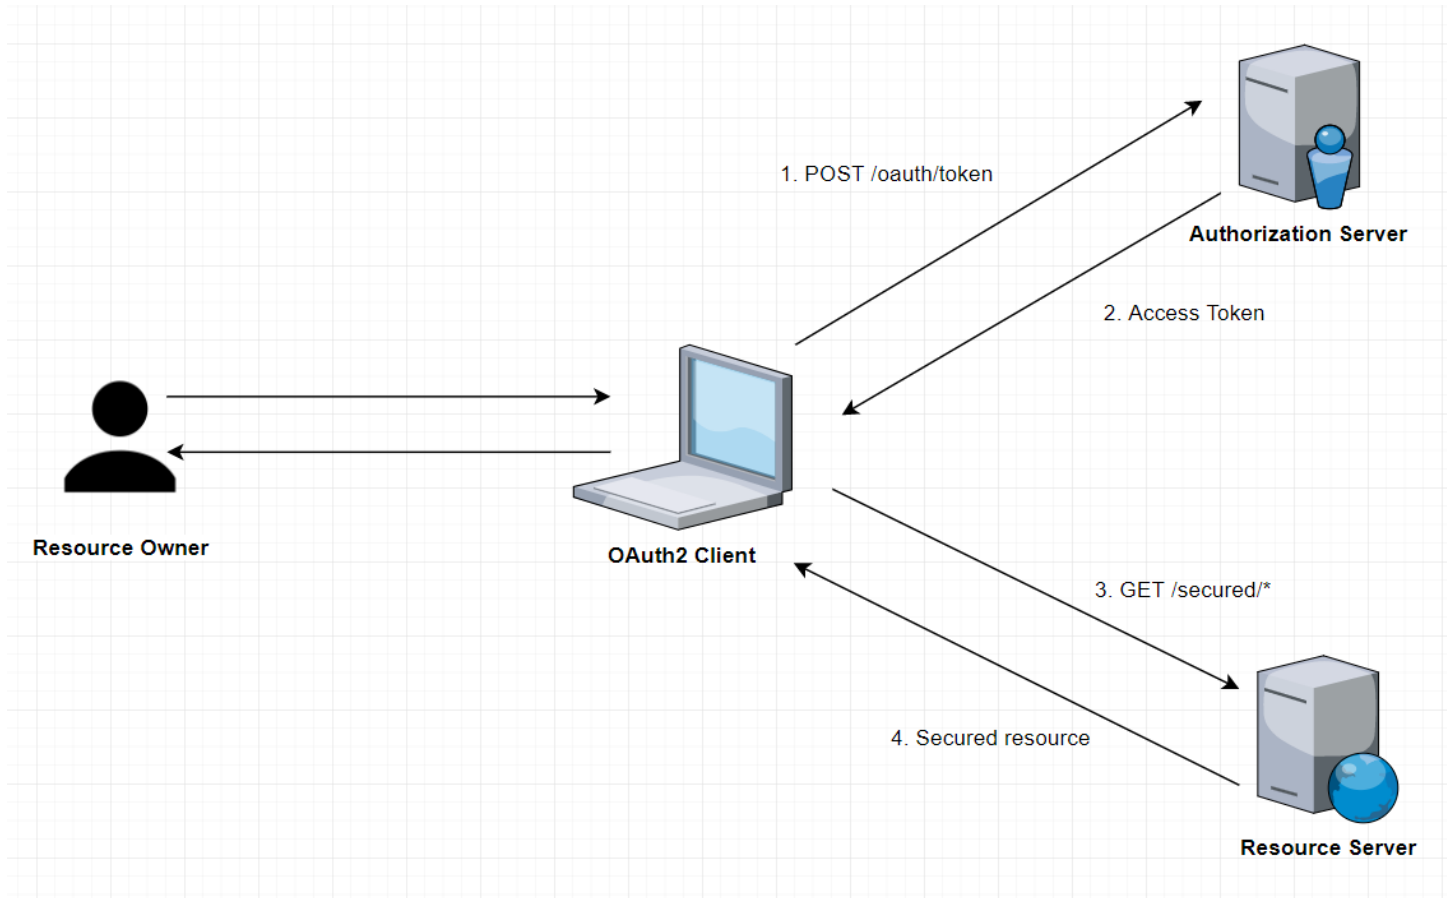 1. POST /oauth/token
Authorization Server
2. Access Token
Resource Owner
OAuth2 Client
3. GET /secured/*
4. Secured resource
Resource Server